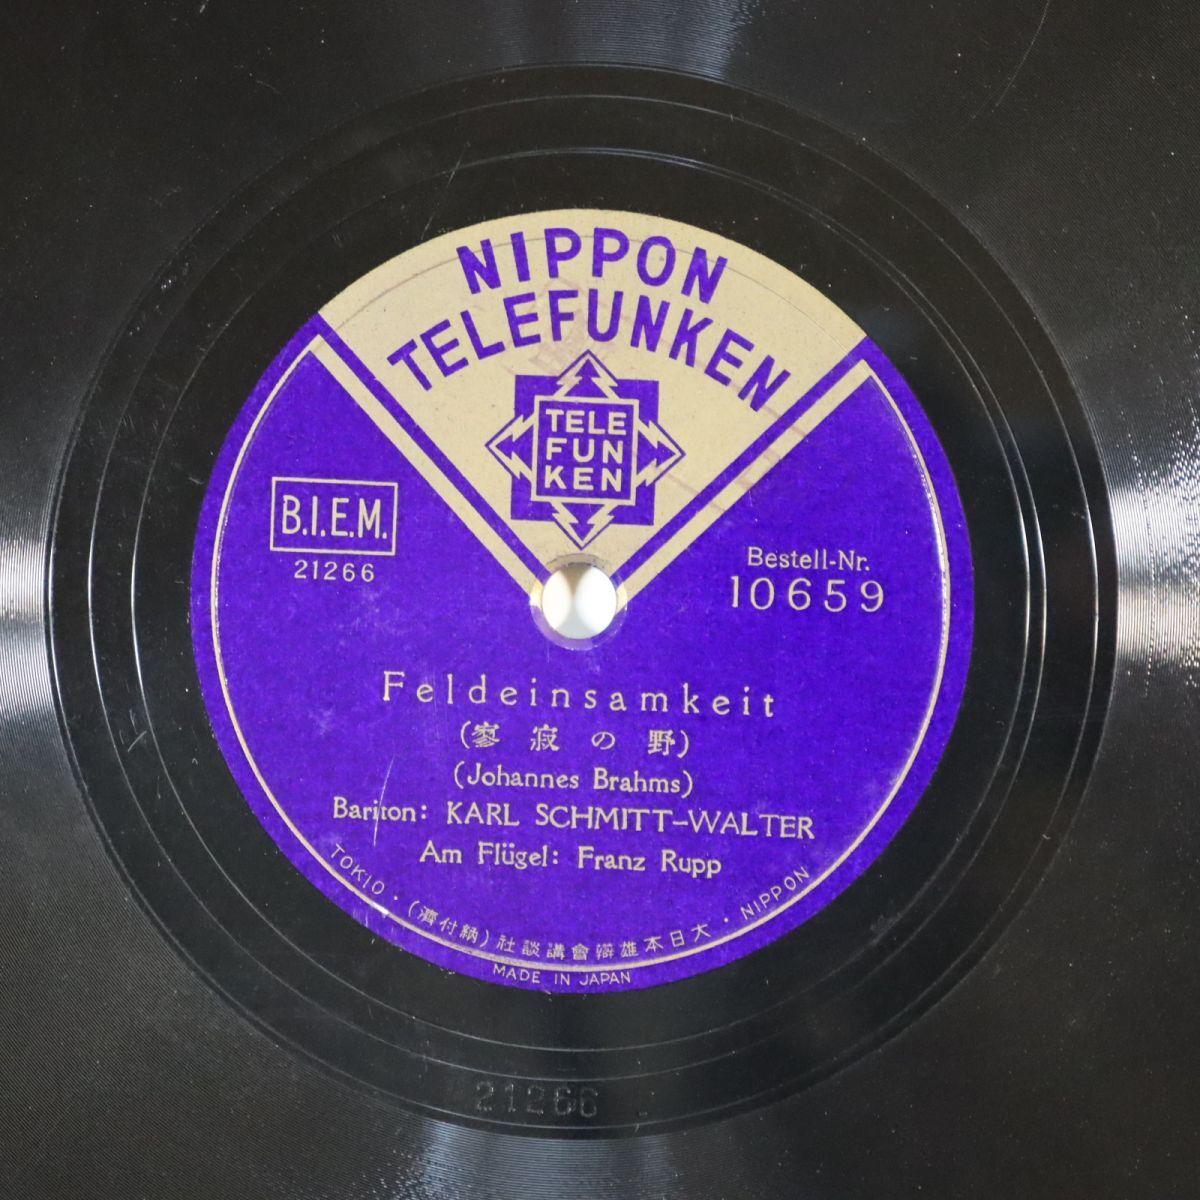 NIPPON
TELEFUNKEN
TELE
FUN
KEN
B.I.E.M.
21266
Bestell-Nr.
10659
Feldeinsamkeit
(寥寂の野)
(Johannes Brahms)
Bariton: KARL SCHMITT-WALTER
Am Flügel: Franz Rupp
TOKIO・(濟付納)社談講會辯雄本日大・NIPPON
MADE IN JAPAN
21266